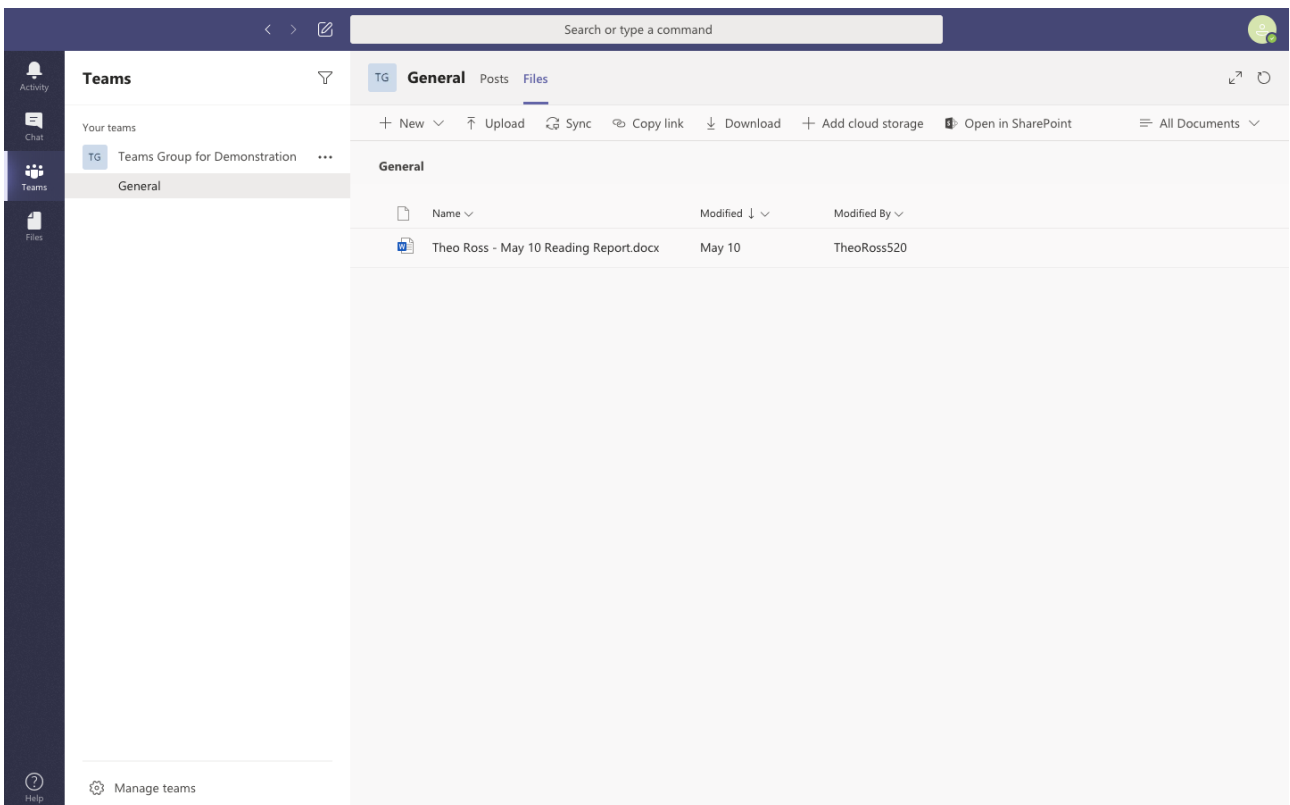 Search or type a command
Activity
Chat
Teams
Files
Help
Teams
Your teams
TG Teams Group for Demonstration ...
General
Manage teams
TG General Posts Files
New Upload Sync Copy link Download Add cloud storage Open in SharePoint All Documents
General
Name Modified Modified By
Theo Ross - May 10 Reading Report.docx May 10 TheoRoss520